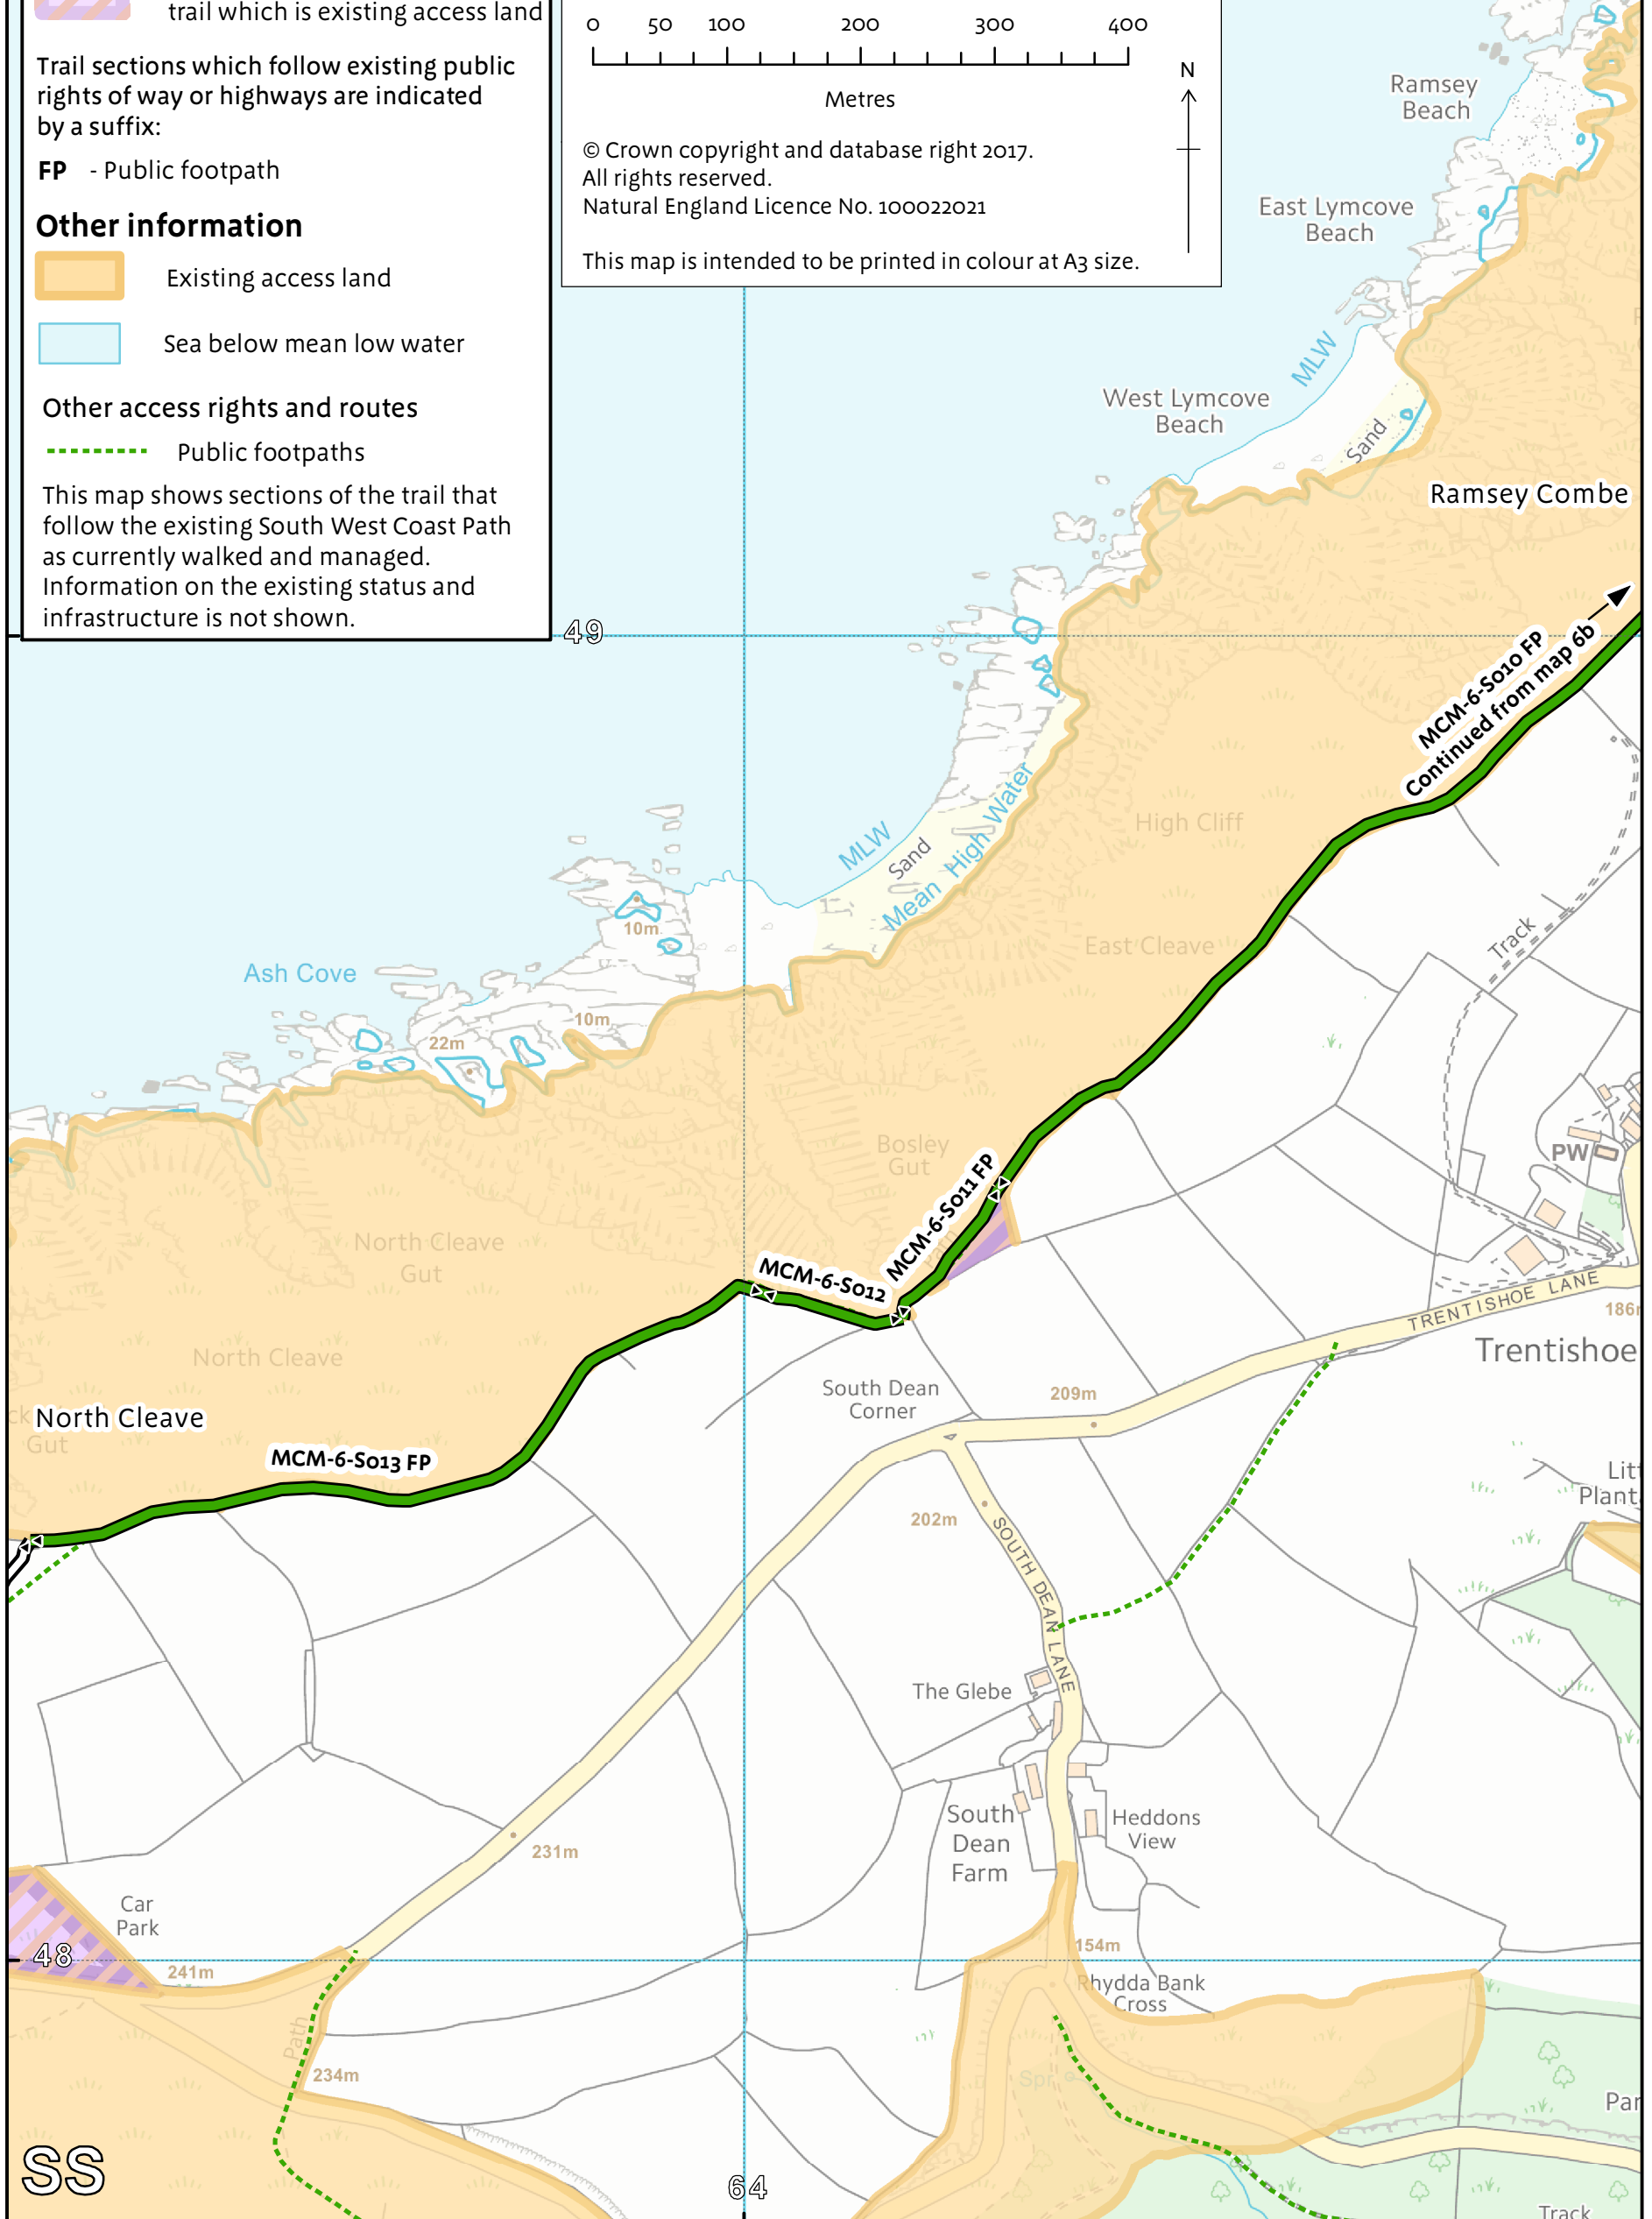 trail which is existing access land
Trail sections which follow existing public
rights of way or highways are indicated
by a suffix:
FP - Public footpath
Other information
Existing access land
Sea below mean low water
Other access rights and routes
Public footpaths
This map shows sections of the trail that
follow the existing South West Coast Path
as currently walked and managed.
Information on the existing status and
infrastructure is not shown.
0 50 100 200 300 400
Metres
N
© Crown copyright and database right 2017.
All rights reserved.
Natural England Licence No. 100022021
This map is intended to be printed in colour at A3 size.
Ramsey
Beach
East Lymcove
Beach
MLW
West Lymcove
Beach
Sand
Ramsey Combe
49
MCM-6-S010 FP
Continued from map 6b
High Cliff
MLW
Sand
Mean High Water
East Cleave
Track
10m
Ash Cove
10m
22m
Bosley
Gut
PW
MCM-6-S011 FP
Path
North Cleave
Gut
MCM-6-S012
TRENTISHOE LANE
186m
Trentishoe
North Cleave
South Dean
Corner
209m
North Cleave
Gut
MCM-6-S013 FP
202m
SOUTH DEAN LANE
The Glebe
South
Dean
Farm
Heddons
View
231m
Car
Park
48
241m
154m
Rhydda Bank
Cross
Path
234m
Spr
SS
64
Track